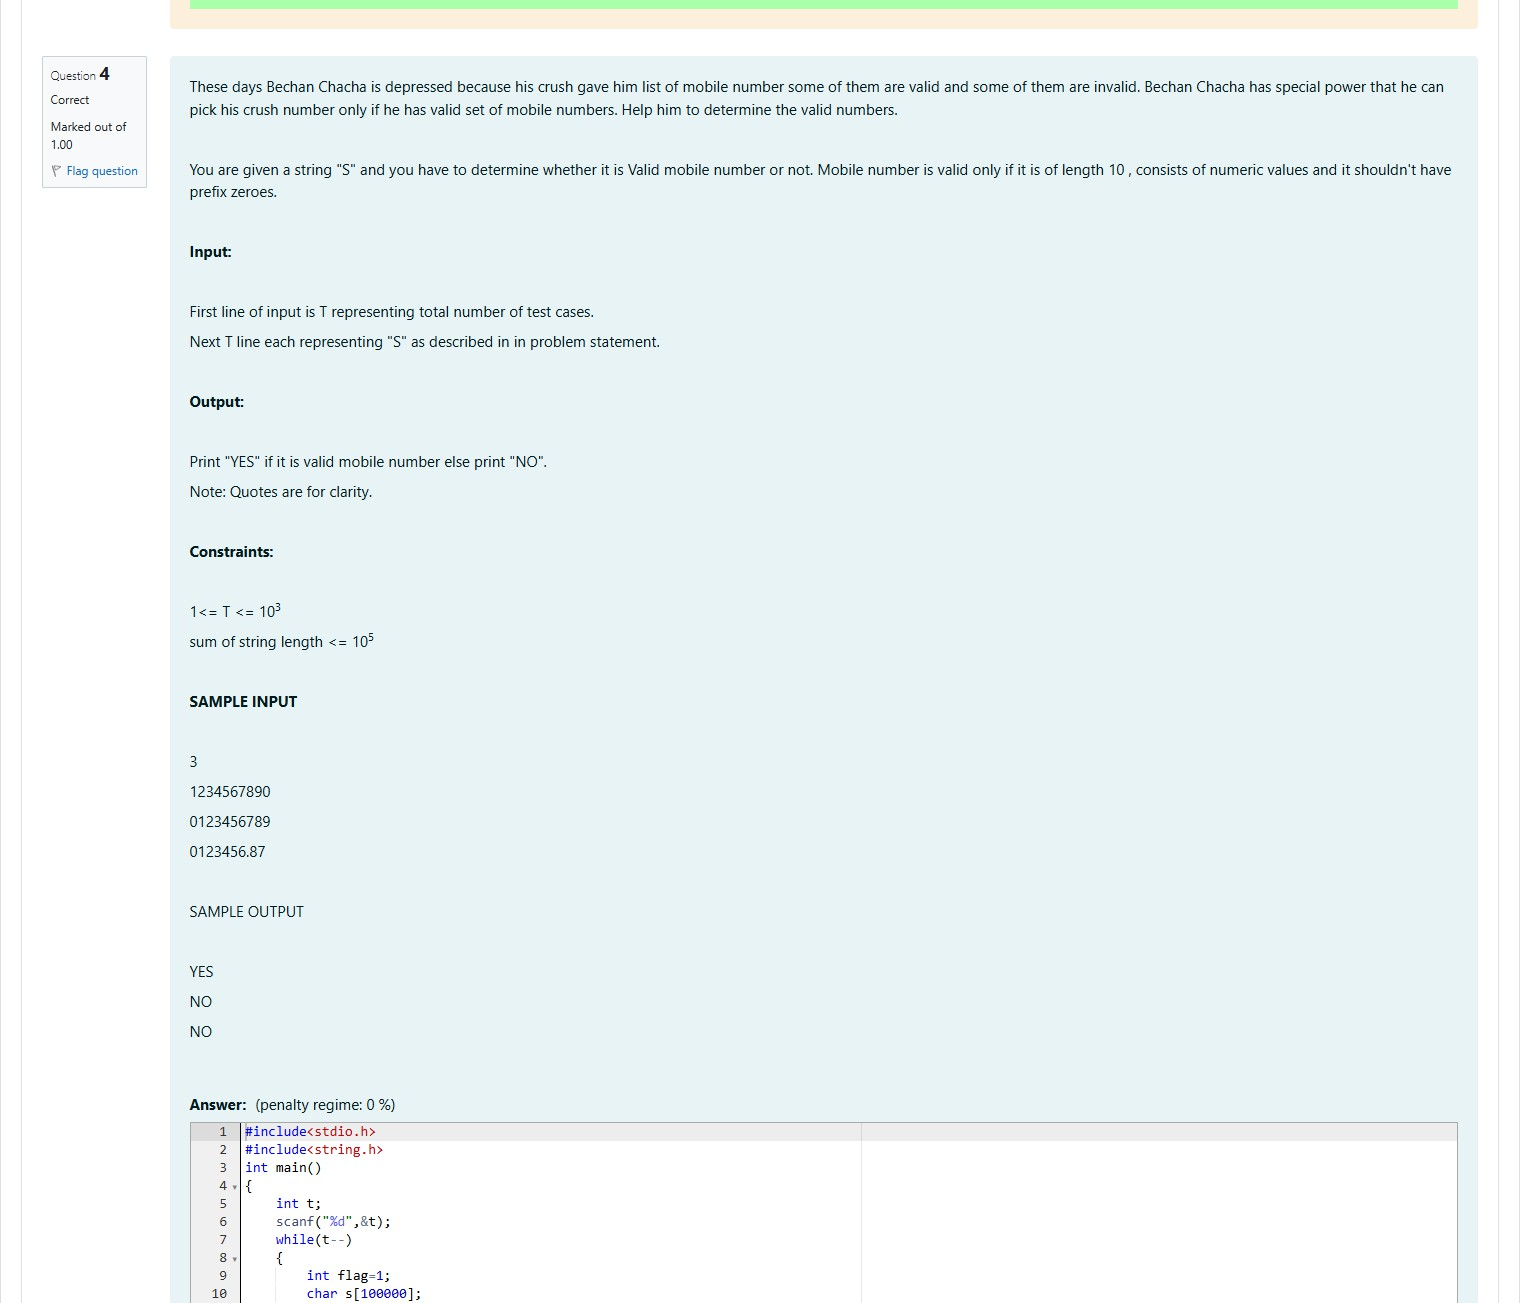 Question 4
Correct
Marked out of
1.00
Flag question
These days Bechan Chacha is depressed because his crush gave him list of mobile number some of them are valid and some of them are invalid. Bechan Chacha has special power that he can
pick his crush number only if he has valid set of mobile numbers. Help him to determine the valid numbers.
You are given a string "S" and you have to determine whether it is Valid mobile number or not. Mobile number is valid only if it is of length 10 , consists of numeric values and it shouldn't have
prefix zeroes.
Input:
First line of input is T representing total number of test cases.
Next T line each representing "S" as described in in problem statement.
Output:
Print "YES" if it is valid mobile number else print "NO".
Note: Quotes are for clarity.
Constraints:
1<= T <= 10³
sum of string length <= 10⁵
SAMPLE INPUT
3
1234567890
0123456789
0123456.87
SAMPLE OUTPUT
YES
NO
NO
Answer: (penalty regime: 0 %)
1 #include<stdio.h>
2 #include<string.h>
3 int main()
4 {
5 int t;
6 scanf("%d",&t);
7 while(t--)
8 {
9 int flag=1;
10 char s[100000];